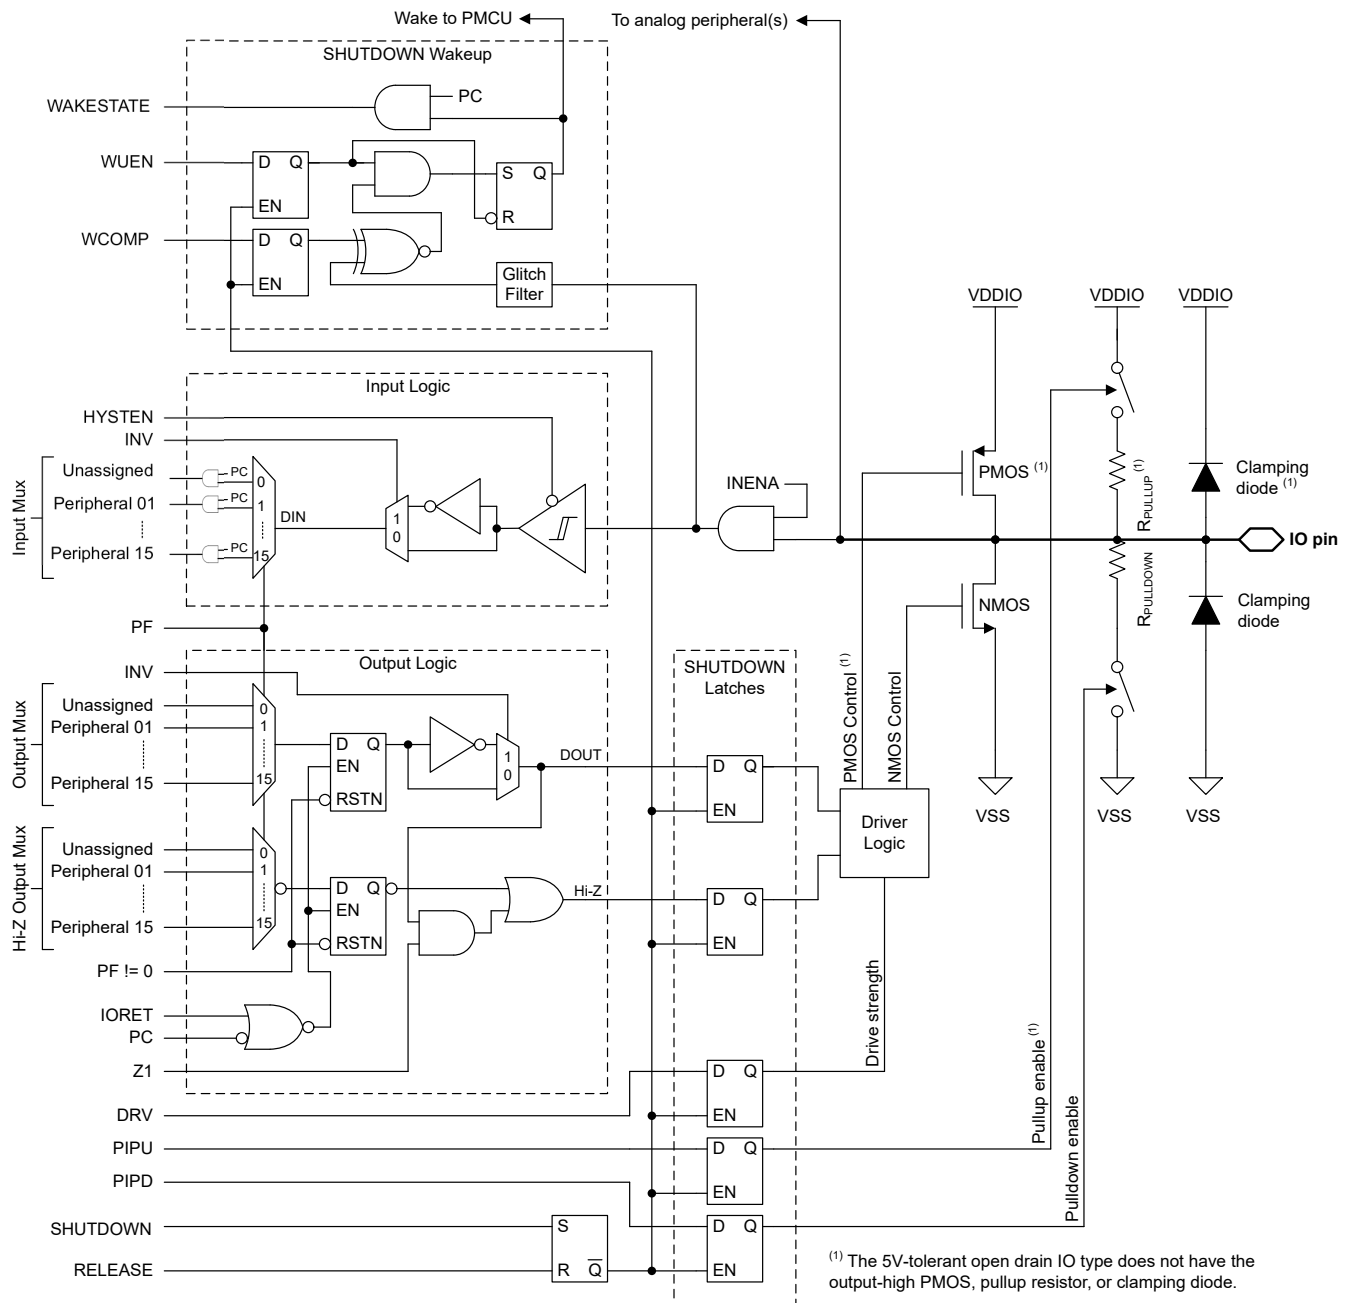 Wake to PMCU
To analog peripheral(s)
SHUTDOWN Wakeup
WAKESTATE
PC
WUEN
D Q
EN
S Q
R
WCOMP
D Q
EN
Glitch
Filter
VDDIO
VDDIO
VDDIO
Input Logic
HYSTEN
INV
Input Mux
Unassigned
PC
0
Peripheral 01
PC
1
Peripheral 15
PC
15
DIN
1
0
INENA
PMOS (1)
RPULLUP (1)
Clamping
diode (1)
IO pin
NMOS
RPULLDOWN
Clamping
diode
PF
Output Logic
INV
Output Mux
Unassigned
0
Peripheral 01
1
Peripheral 15
15
D Q
EN
RSTN
1
0
DOUT
SHUTDOWN
Latches
D Q
EN
PMOS Control (1)
NMOS Control
Driver
Logic
VSS
VSS
VSS
Hi-Z Output Mux
Unassigned
0
Peripheral 01
1
Peripheral 15
15
D Q
EN
RSTN
Hi-Z
D Q
EN
PF != 0
IORET
PC
Z1
Drive strength
D Q
EN
DRV
PIPU
D Q
EN
Pullup enable (1)
PIPD
Pulldown enable
SHUTDOWN
S
RELEASE
R Q
D Q
EN
(1) The 5V-tolerant open drain IO type does not have the
output-high PMOS, pullup resistor, or clamping diode.